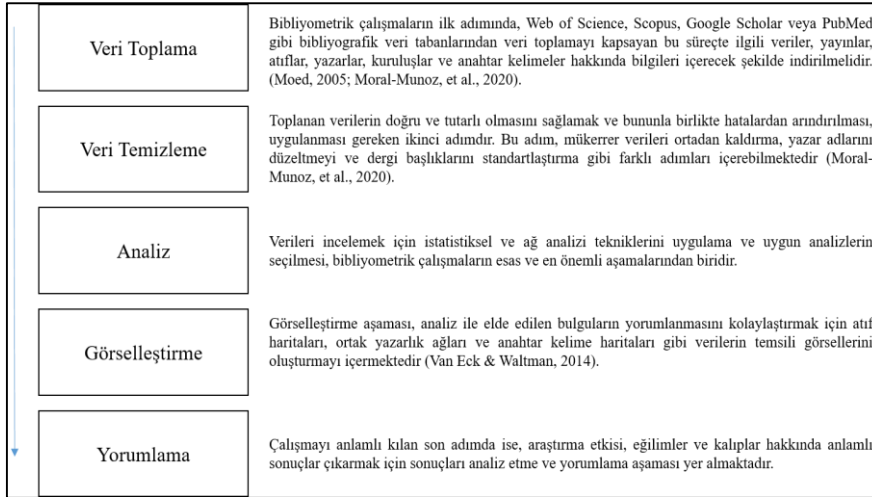 Veri Toplama
Bibliyometrik çalışmaların ilk adımında, Web of Science, Scopus, Google Scholar veya PubMed
gibi bibliyografik veri tabanlarından veri toplamayı kapsayan bu süreçte ilgili veriler, yayınlar,
atıflar, yazarlar, kuruluşlar ve anahtar kelimeler hakkında bilgileri içerecek şekilde indirilmelidir.
(Moed, 2005; Moral-Munoz, et al., 2020).
Veri Temizleme
Toplanan verilerin doğru ve tutarlı olmasını sağlamak ve bununla birlikte hatalardan arındırılması,
uygulanması gereken ikinci adımdır. Bu adım, mükerrer verileri ortadan kaldırma, yazar adlarını
düzeltmeyi ve dergi başlıklarını standartlaştırma gibi farklı adımları içerebilmektedir (Moral-
Munoz, et al., 2020).
Analiz
Verileri incelemek için istatistiksel ve ağ analizi tekniklerini uygulama ve uygun analizlerin
seçilmesi, bibliyometrik çalışmaların esas ve en önemli aşamalarından biridir.
Görselleştirme
Görselleştirme aşaması, analiz ile elde edilen bulguların yorumlanmasını kolaylaştırmak için atıf
haritaları, ortak yazarlık ağları ve anahtar kelime haritaları gibi verilerin temsili görsellerini
oluşturmayı içermektedir (Van Eck & Waltman, 2014).
Yorumlama
Çalışmayı anlamlı kılan son adımda ise, araştırma etkisi, eğilimler ve kalıplar hakkında anlamlı
sonuçlar çıkarmak için sonuçları analiz etme ve yorumlama aşaması yer almaktadır.